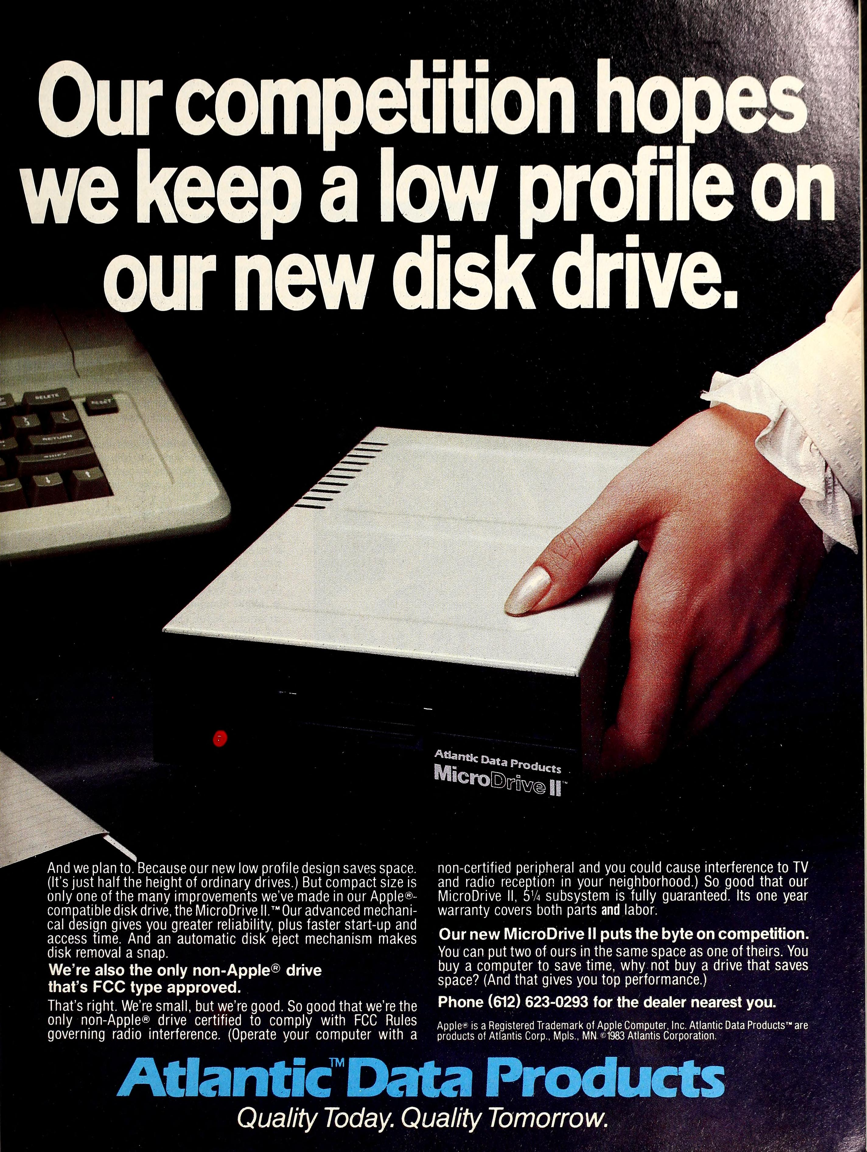 Our competition hopes
we keep a low profile on
our new disk drive.
DELETE
RESET
RETURN
Atlantic Data Products
MicroDrive II™
And we plan to. Because our new low profile design saves space.
(It's just half the height of ordinary drives.) But compact size is
only one of the many improvements we've made in our Apple®-
compatible disk drive, the MicroDrive II.™ Our advanced mechani-
cal design gives you greater reliability, plus faster start-up and
access time. And an automatic disk eject mechanism makes
disk removal a snap.
We're also the only non-Apple® drive
that's FCC type approved.
That's right. We're small, but we're good. So good that we're the
only non-Apple® drive certified to comply with FCC Rules
governing radio interference. (Operate your computer with a
non-certified peripheral and you could cause interference to TV
and radio reception in your neighborhood.) So good that our
MicroDrive II, 5¼ subsystem is fully guaranteed. Its one year
warranty covers both parts and labor.
Our new MicroDrive II puts the byte on competition.
You can put two of ours in the same space as one of theirs. You
buy a computer to save time, why not buy a drive that saves
space? (And that gives you top performance.)
Phone (612) 623-0293 for the dealer nearest you.
Apple® is a Registered Trademark of Apple Computer, Inc. Atlantic Data Products™ are
products of Atlantis Corp., Mpls., MN ©1983 Atlantis Corporation.
Atlantic™ Data Products
Quality Today. Quality Tomorrow.